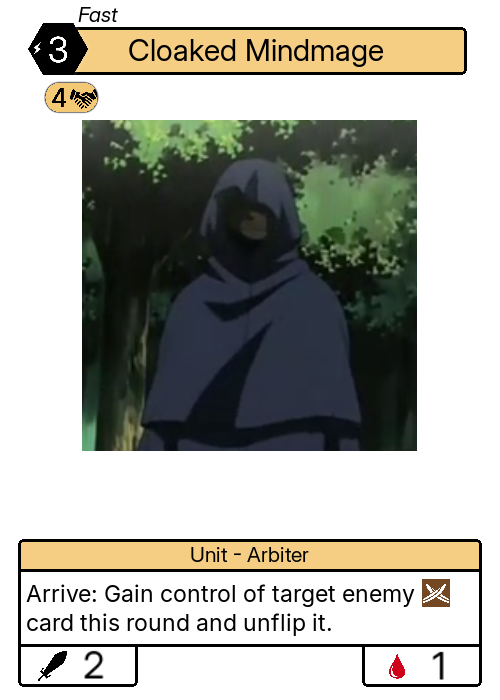 Fast
3
Cloaked Mindmage
4
Unit - Arbiter
Arrive: Gain control of target enemy
card this round and unflip it.
2
1